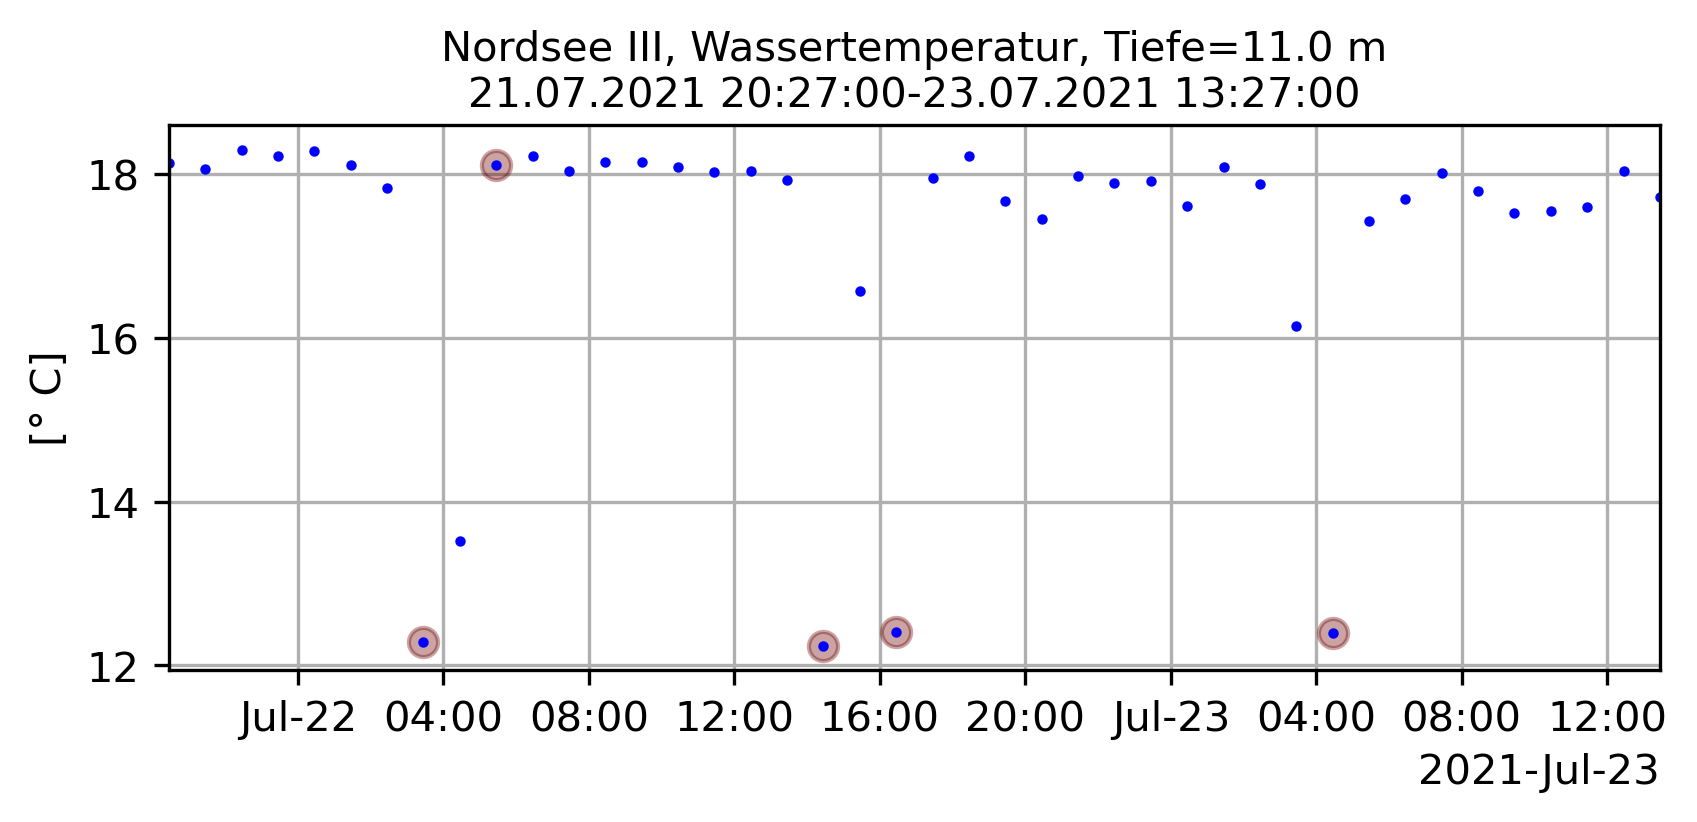 Nordsee III, Wassertemperatur, Tiefe=11.0 m
21.07.2021 20:27:00-23.07.2021 13:27:00
[° C]
18
16
14
12
Jul-22 04:00 08:00 12:00 16:00 20:00 Jul-23 04:00 08:00 12:00
2021-Jul-23